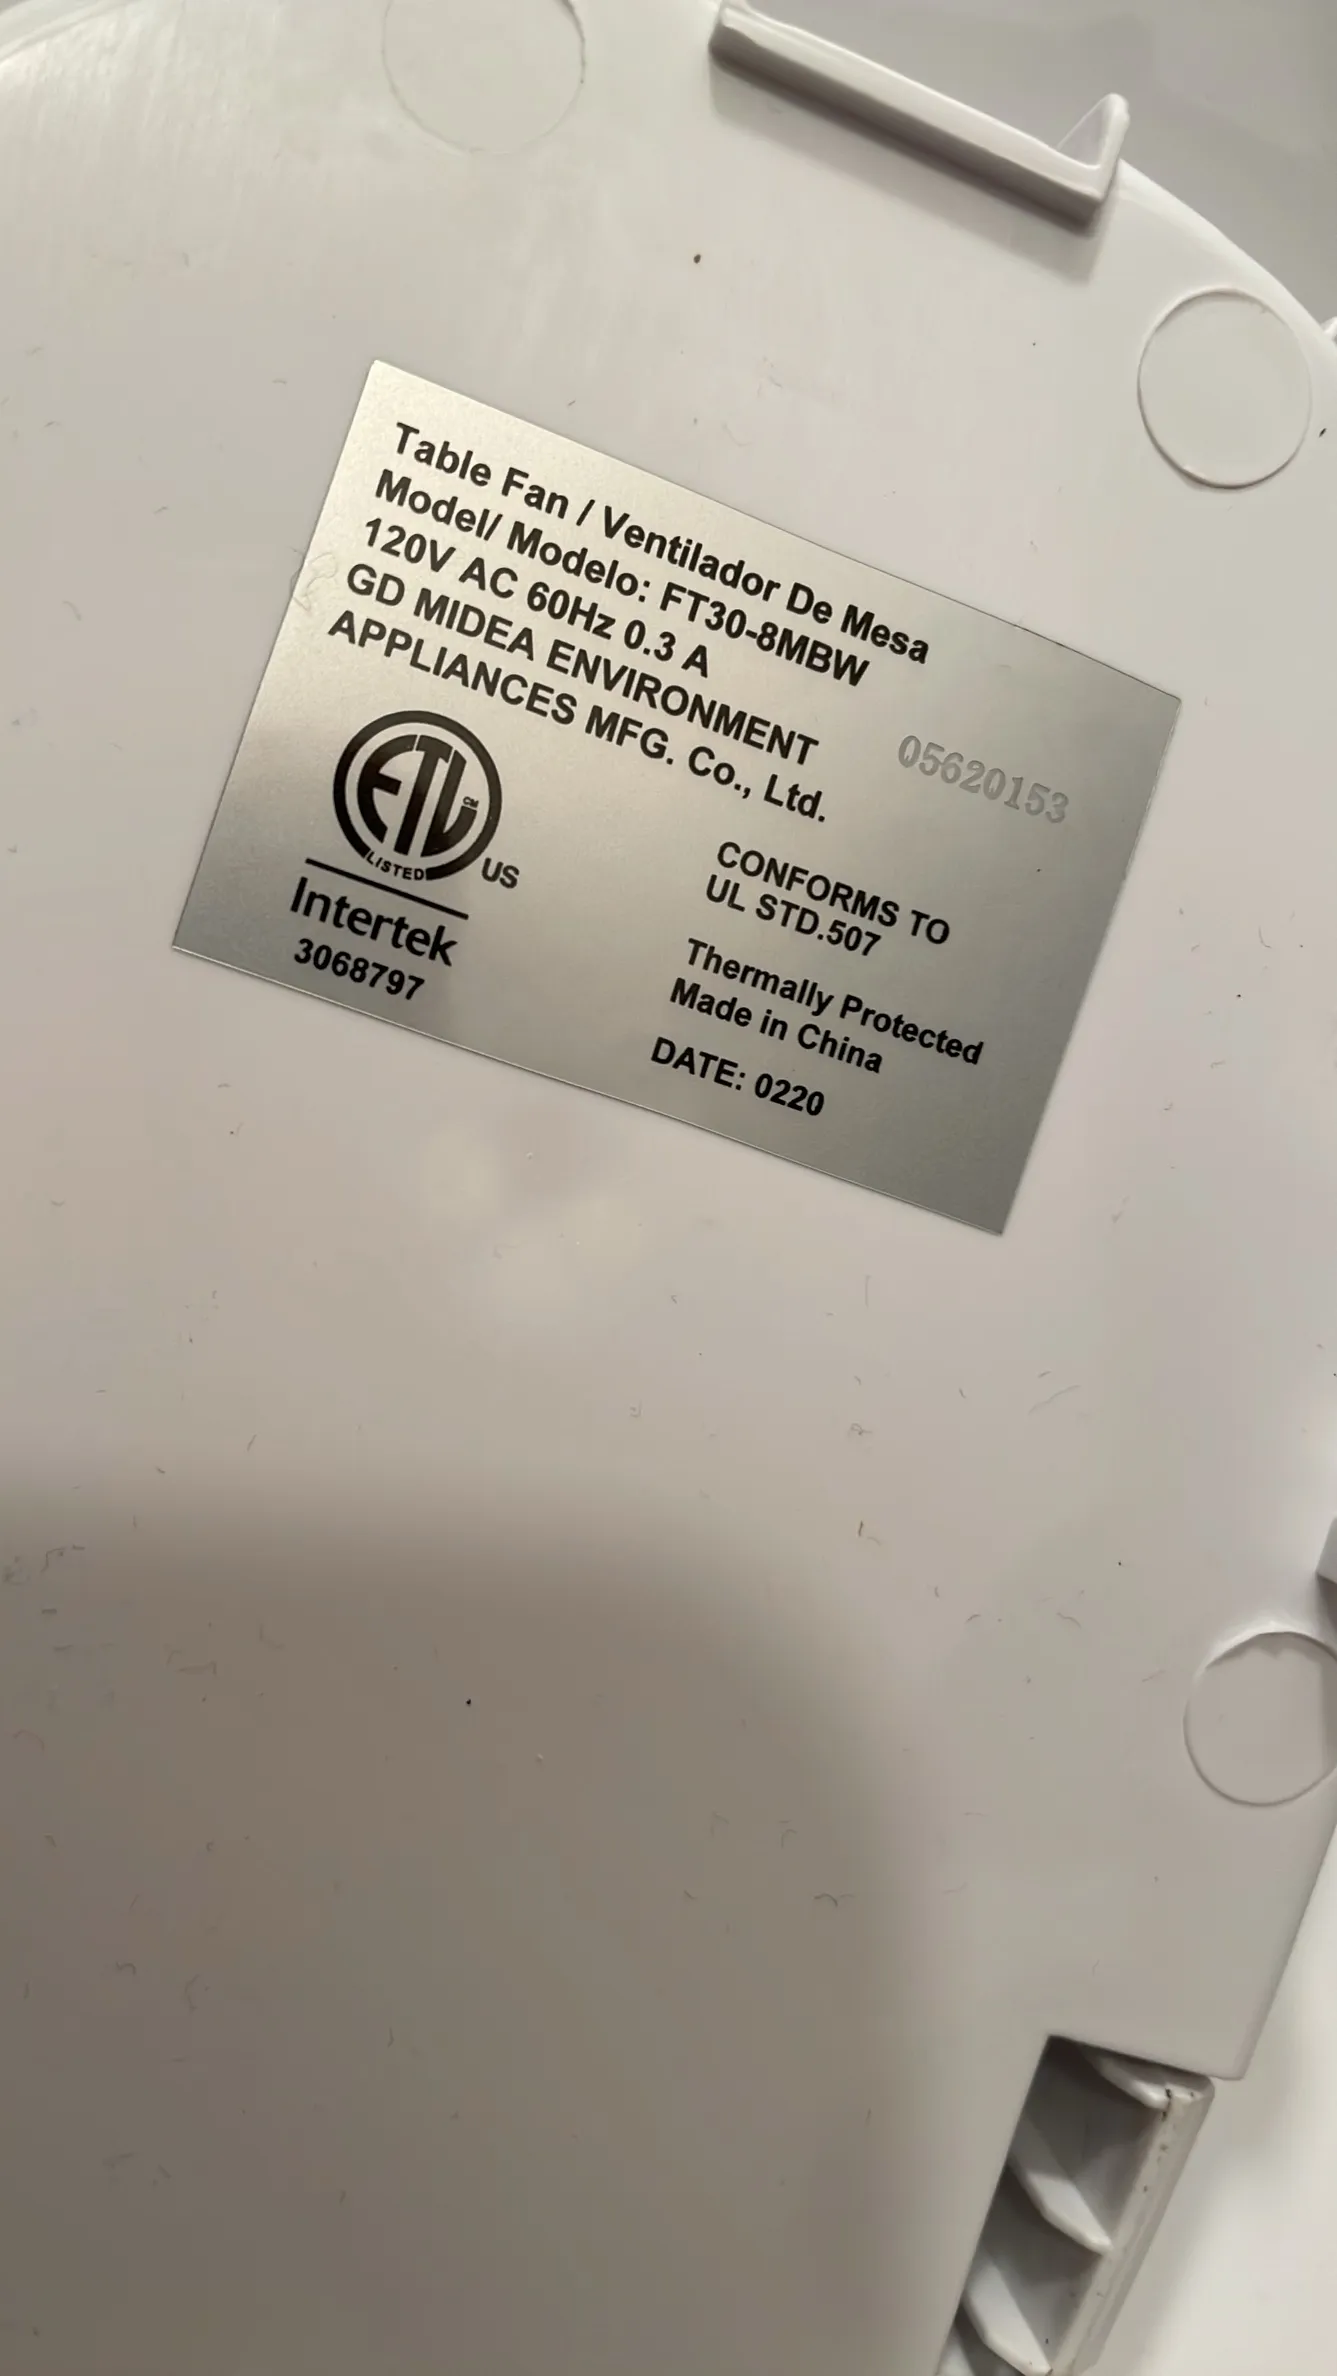 Table Fan / Ventilador De Mesa
Model/ Modelo: FT30-8MBW
120V AC 60Hz 0.3 A
GD MIDEA ENVIRONMENT
APPLIANCES MFG. Co., Ltd.
05620153
ETL CM
LISTED
US
Intertek
3068797
CONFORMS TO
UL STD.507
Thermally Protected
Made in China
DATE: 0220